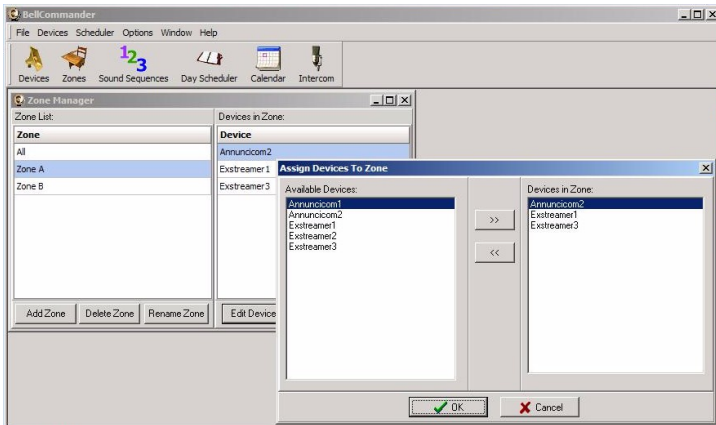 BellCommander
File Devices Scheduler Options Window Help
123
Devices Zones Sound Sequences Day Scheduler Calendar Intercom
Zone Manager
Zone List:
Zone
All
Zone A
Zone B
Add Zone Delete Zone Rename Zone
Devices in Zone:
Device
Annuncicom2
Exstreamer1
Exstreamer3
Edit Device
Assign Devices To Zone
Available Devices:
Annuncicom1
Annuncicom2
Exstreamer1
Exstreamer2
Exstreamer3
>>
<<
Devices in Zone:
Annuncicom2
Exstreamer1
Exstreamer3
OK Cancel